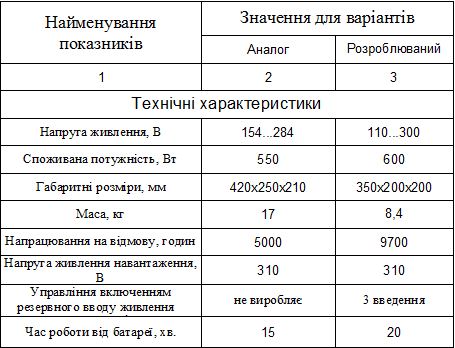 Найменування показників
Значення для варіантів
Аналог
Розроблюваний
1
2
3
Технічні характеристики
Напруга живлення, В
154...284
110...300
Споживана потужність, Вт
550
600
Габаритні розміри, мм
420х250х210
350х200х200
Маса, кг
17
8,4
Напрацювання на відмову, годин
5000
9700
Напруга живлення навантаження,
В
310
310
Управління включенням
резервного вводу живлення
не виробляє
З введення
Час роботи від батареї, хв.
15
20